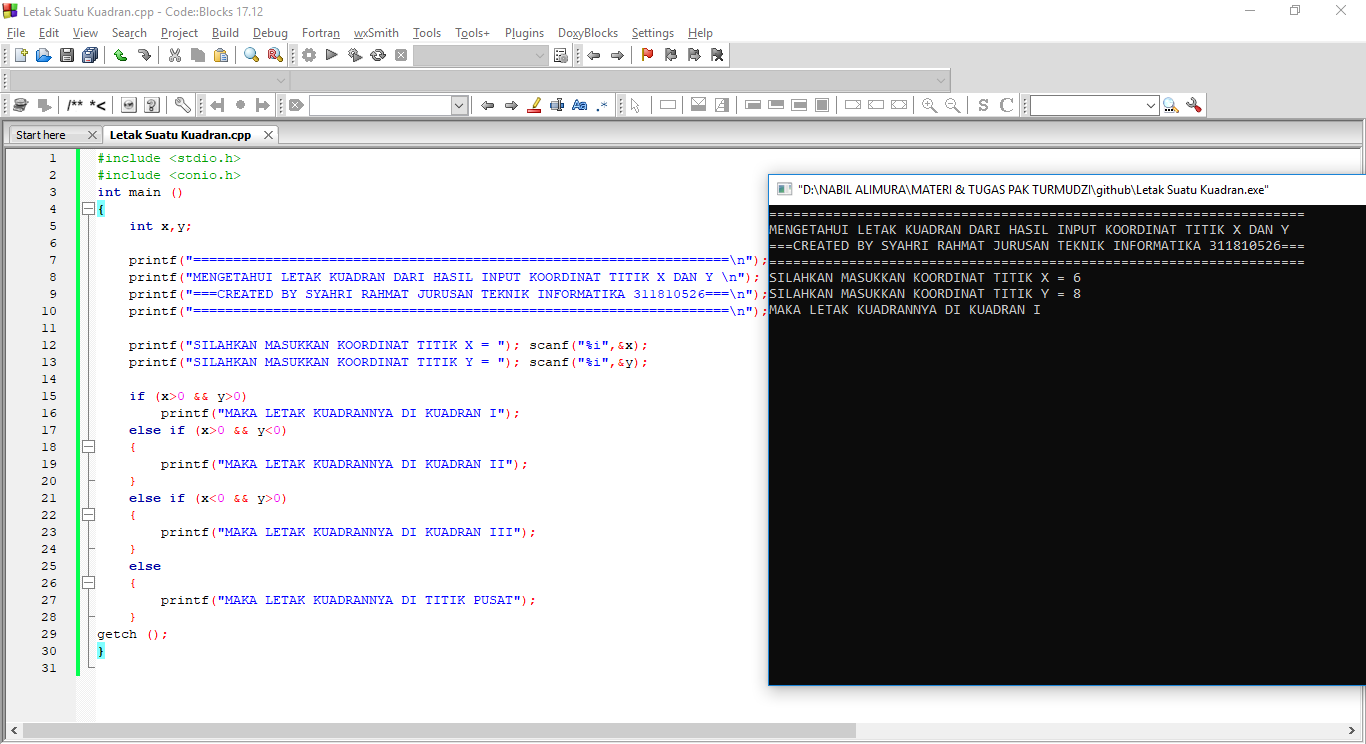 Letak Suatu Kuadran.cpp - Code::Blocks 17.12
File Edit View Search Project Build Debug Fortran wxSmith Tools Tools+ Plugins DoxyBlocks Settings Help
/** *<
Aa .*
S C
Start here Letak Suatu Kuadran.cpp
1 #include <stdio.h>
2 #include <conio.h>
3 int main ()
4 {
5 int x,y;
6
7 printf("===================================================================\n");
8 printf("MENGETAHUI LETAK KUADRAN DARI HASIL INPUT KOORDINAT TITIK X DAN Y \n");
9 printf("===CREATED BY SYAHRI RAHMAT JURUSAN TEKNIK INFORMATIKA 311810526===\n");
10 printf("===================================================================\n");
11
12 printf("SILAHKAN MASUKKAN KOORDINAT TITIK X = "); scanf("%i",&x);
13 printf("SILAHKAN MASUKKAN KOORDINAT TITIK Y = "); scanf("%i",&y);
14
15 if (x>0 && y>0)
16 printf("MAKA LETAK KUADRANNYA DI KUADRAN I");
17 else if (x>0 && y<0)
18 {
19 printf("MAKA LETAK KUADRANNYA DI KUADRAN II");
20 }
21 else if (x<0 && y>0)
22 {
23 printf("MAKA LETAK KUADRANNYA DI KUADRAN III");
24 }
25 else
26 {
27 printf("MAKA LETAK KUADRANNYA DI TITIK PUSAT");
28 }
29 getch ();
30 }
31
"D:\NABIL ALIMURA\MATERI & TUGAS PAK TURMUDZI\github\Letak Suatu Kuadran.exe"
===================================================================
MENGETAHUI LETAK KUADRAN DARI HASIL INPUT KOORDINAT TITIK X DAN Y
===CREATED BY SYAHRI RAHMAT JURUSAN TEKNIK INFORMATIKA 311810526===
===================================================================
SILAHKAN MASUKKAN KOORDINAT TITIK X = 6
SILAHKAN MASUKKAN KOORDINAT TITIK Y = 8
MAKA LETAK KUADRANNYA DI KUADRAN I